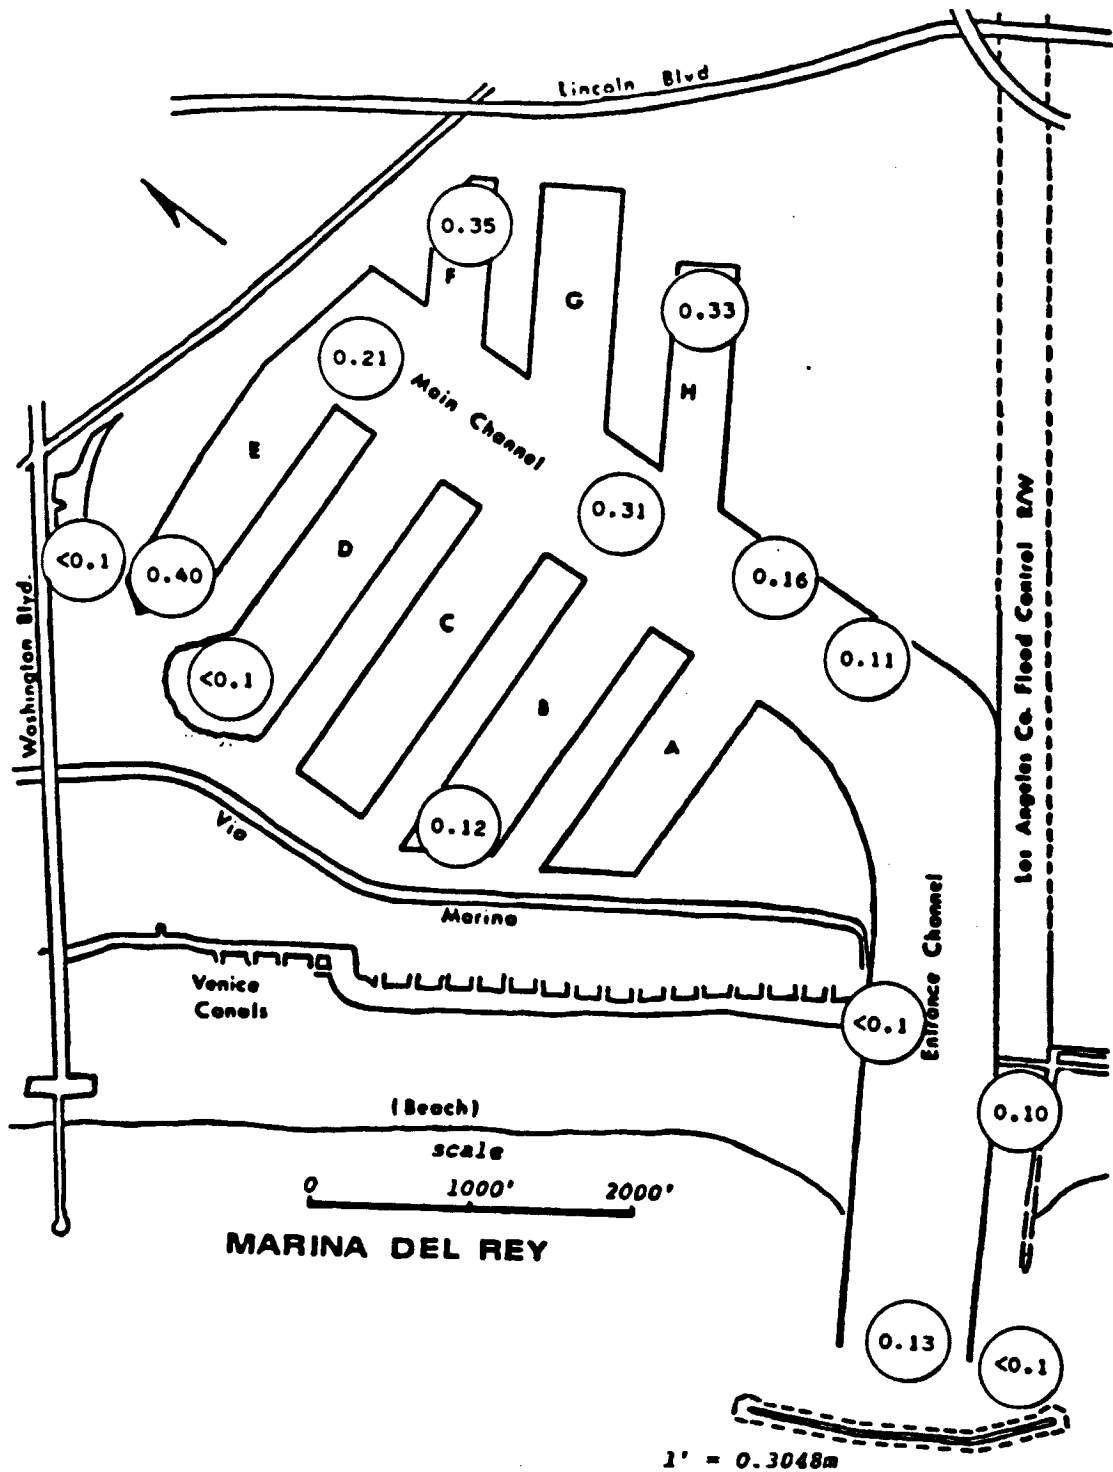 Lincoln Blvd
0.35
F
G
0.33
0.21
Main Channel
H
E
0.31
<0.1
0.40
D
0.16
C
0.11
<0.1
B
A
Washington Blvd.
Los Angeles Co. Flood Control R/W
0.12
Via
Marina
Entrance Channel
Venice
Canals
<0.1
(Beach)
0.10
scale
0 1000' 2000'
MARINA DEL REY
0.13
<0.1
1' = 0.3048m